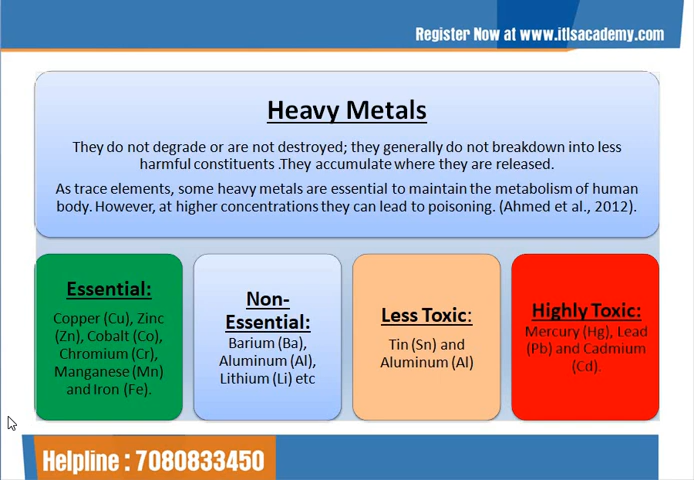 Register Now at www.itlsacademy.com
Heavy Metals
They do not degrade or are not destroyed; they generally do not breakdown into less
harmful constituents .They accumulate where they are released.
As trace elements, some heavy metals are essential to maintain the metabolism of human
body. However, at higher concentrations they can lead to poisoning. (Ahmed et al., 2012).
Essential:
Copper (Cu), Zinc
(Zn), Cobalt (Co),
Chromium (Cr),
Manganese (Mn)
and Iron (Fe).
Non-
Essential:
Barium (Ba),
Aluminum (Al),
Lithium (Li) etc
Less Toxic:
Tin (Sn) and
Aluminum (Al)
Highly Toxic:
Mercury (Hg), Lead
(Pb) and Cadmium
(Cd).
Helpline : 7080833450